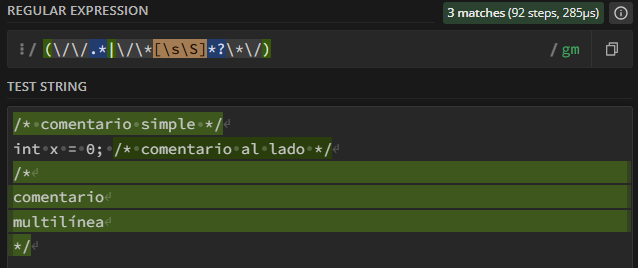 REGULAR EXPRESSION
3 matches (92 steps, 285μs)
/ (\/\/.*|\/\*[\s\S]*?\*\/) / gm
TEST STRING
/* comentario simple */
int x = 0; /* comentario al lado */
/*
comentario
multilínea
*/